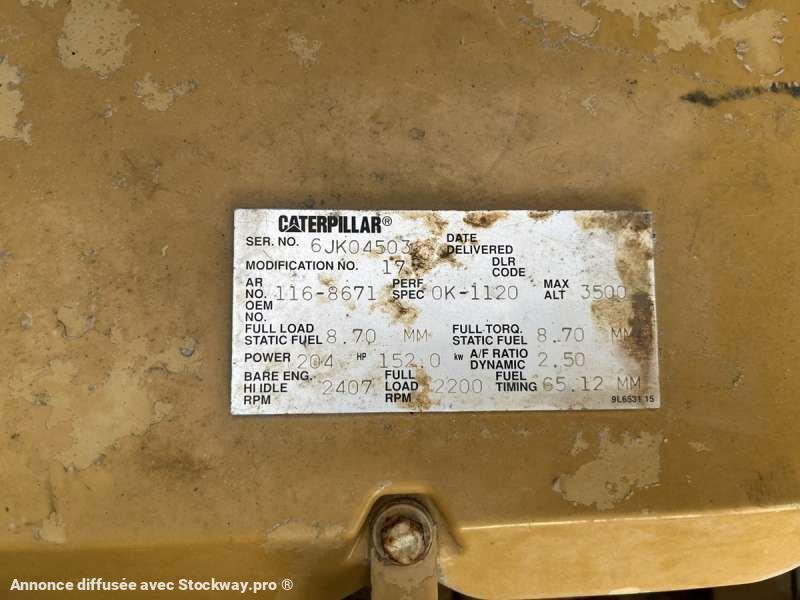 CATERPILLAR®
SER. NO. 6JK04503 DATE DELIVERED
MODIFICATION NO. 17 DLR CODE
AR NO. 116-8671 PERF SPEC 0K-1120 MAX ALT 3500
OEM NO.
FULL LOAD STATIC FUEL 8.70 MM FULL-TORQ. STATIC FUEL 8.70 MM
POWER 204 HP 152.0 kw A/F RATIO DYNAMIC 2.50
BARE ENG. HI IDLE RPM 2407 FULL LOAD RPM 2200 FUEL TIMING 65.12 MM
9L6531 15
Annonce diffusée avec Stockway.pro ®